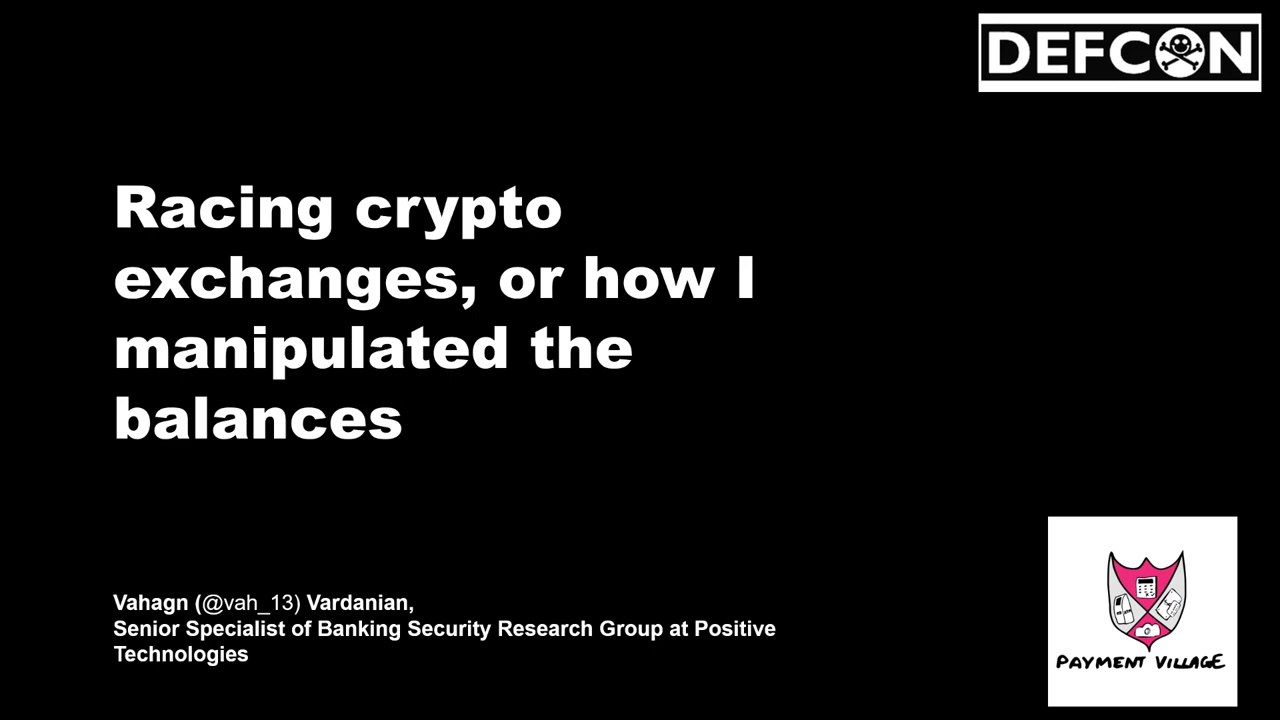 DEFCON
Racing crypto
exchanges, or how I
manipulated the
balances
Vahagn (@vah_13) Vardanian,
Senior Specialist of Banking Security Research Group at Positive
Technologies
PAYMENT VILLAGE